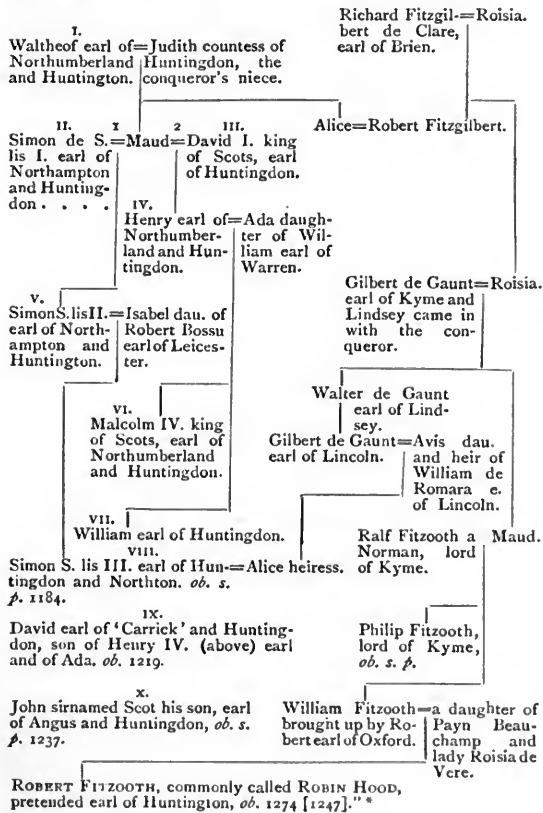 Richard Fitzgil-=Roisia.
bert de Clare,
earl of Brien.
I.
Waltheof earl of=Judith countess of
Northumberland Huntingdon, the
and Huntington. conqueror's niece.
Alice=Robert Fitzgilbert.
II. 1 2 III.
Simon de S.=Maud=David I. king
lis I. earl of of Scots, earl
Northampton of Huntingdon.
and Hunting-
don . . . .
IV.
Henry earl of=Ada daugh-
Northumber- ter of Wil-
land and Hun- liam earl of
tingdon. Warren.
Gilbert de Gaunt=Roisia.
earl of Kyme and
Lindsey came in
with the con-
queror.
V.
Simon S. lis II.=Isabel dau. of
earl of North- Robert Bossu
ampton and earl of Leices-
Huntington. ter.
Walter de Gaunt
earl of Lind-
sey.
VI.
Malcolm IV. king
of Scots, earl of
Northumberland
and Huntingdon.
Gilbert de Gaunt=Avis dau.
earl of Lincoln. and heir of
William de
Romara e.
of Lincoln.
VII.
William earl of Huntingdon.
VIII.
Simon S. lis III. earl of Hun-=Alice heiress.
tingdon and Northton. ob. s.
p. 1184.
Ralf Fitzooth a Maud.
Norman, lord
of Kyme.
IX.
David earl of 'Carrick' and Hunting-
don, son of Henry IV. (above) earl
and of Ada. ob. 1219.
Philip Fitzooth,
lord of Kyme,
ob. s. p.
X.
John sirnamed Scot his son, earl
of Angus and Huntingdon, ob. s.
p. 1237.
William Fitzooth=a daughter of
brought up by Ro- Payn Beau-
bert earl of Oxford. champ and
lady Roisia de
Vere.
ROBERT FITZOOTH, commonly called ROBIN HOOD,
pretended earl of Huntington, ob. 1274 [1247]." *